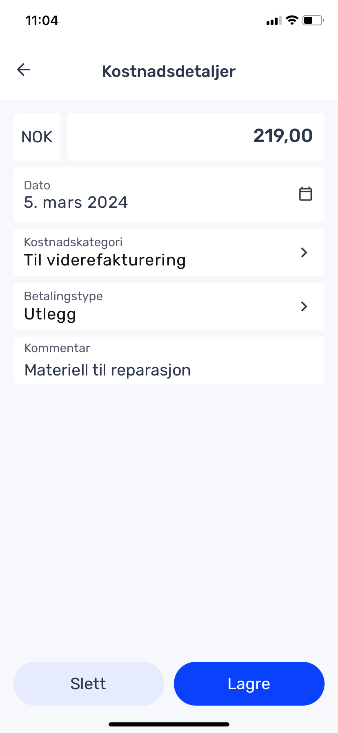 11:04
Kostnadsdetaljer
NOK
219,00
Dato
5. mars 2024
Kostnadskategori
Til viderefakturering
Betalingstype
Utlegg
Kommentar
Materiell til reparasjon
Slett
Lagre